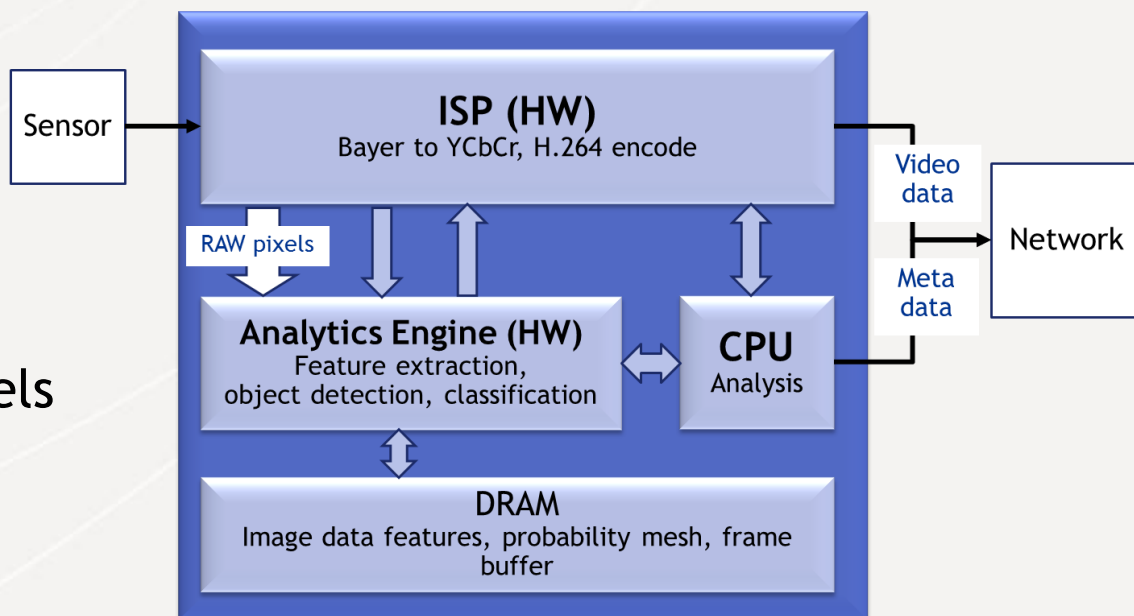 Sensor
ISP (HW)
Bayer to YCbCr, H.264 encode
Video
data
RAW pixels
Network
Meta
data
Analytics Engine (HW)
Feature extraction,
object detection, classification
CPU
Analysis
els
DRAM
Image data features, probability mesh, frame
buffer